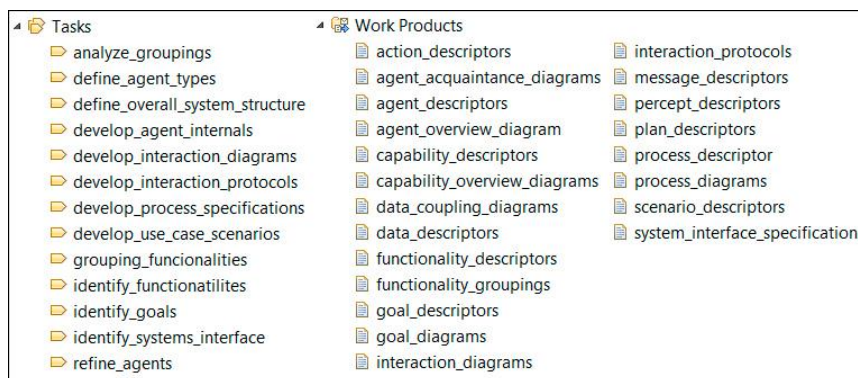 Tasks
analyze_groupings
define_agent_types
define_overall_system_structure
develop_agent_internals
develop_interaction_diagrams
develop_interaction_protocols
develop_process_specifications
develop_use_case_scenarios
grouping_funcionalities
identify_functionatilites
identify_goals
identify_systems_interface
refine_agents
Work Products
action_descriptors
agent_acquaintance_diagrams
agent_descriptors
agent_overview_diagram
capability_descriptors
capability_overview_diagrams
data_coupling_diagrams
data_descriptors
functionality_descriptors
functionality_groupings
goal_descriptors
goal_diagrams
interaction_diagrams
interaction_protocols
message_descriptors
percept_descriptors
plan_descriptors
process_descriptor
process_diagrams
scenario_descriptors
system_interface_specification